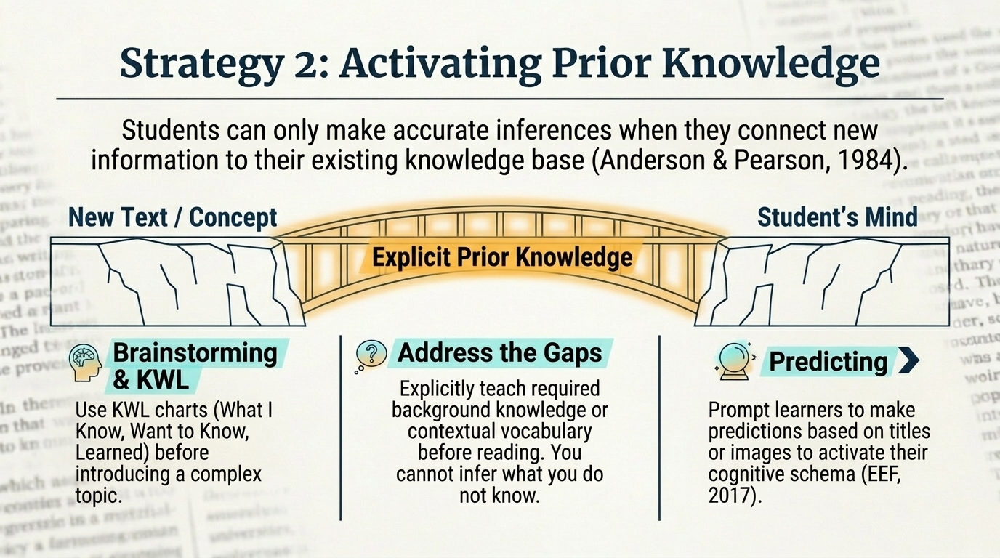 Strategy 2: Activating Prior Knowledge
Students can only make accurate inferences when they connect new
information to their existing knowledge base (Anderson & Pearson, 1984).
New Text / Concept
Student's Mind
Explicit Prior Knowledge
Brainstorming
& KWL
Use KWL charts (What I
Know, Want to Know,
Learned) before
introducing a complex
topic.
Address the Gaps
Explicitly teach required
background knowledge or
contextual vocabulary
before reading. You
cannot infer what you do
not know.
Predicting
Prompt learners to make
predictions based on titles
or images to activate their
cognitive schema (EEF,
2017).